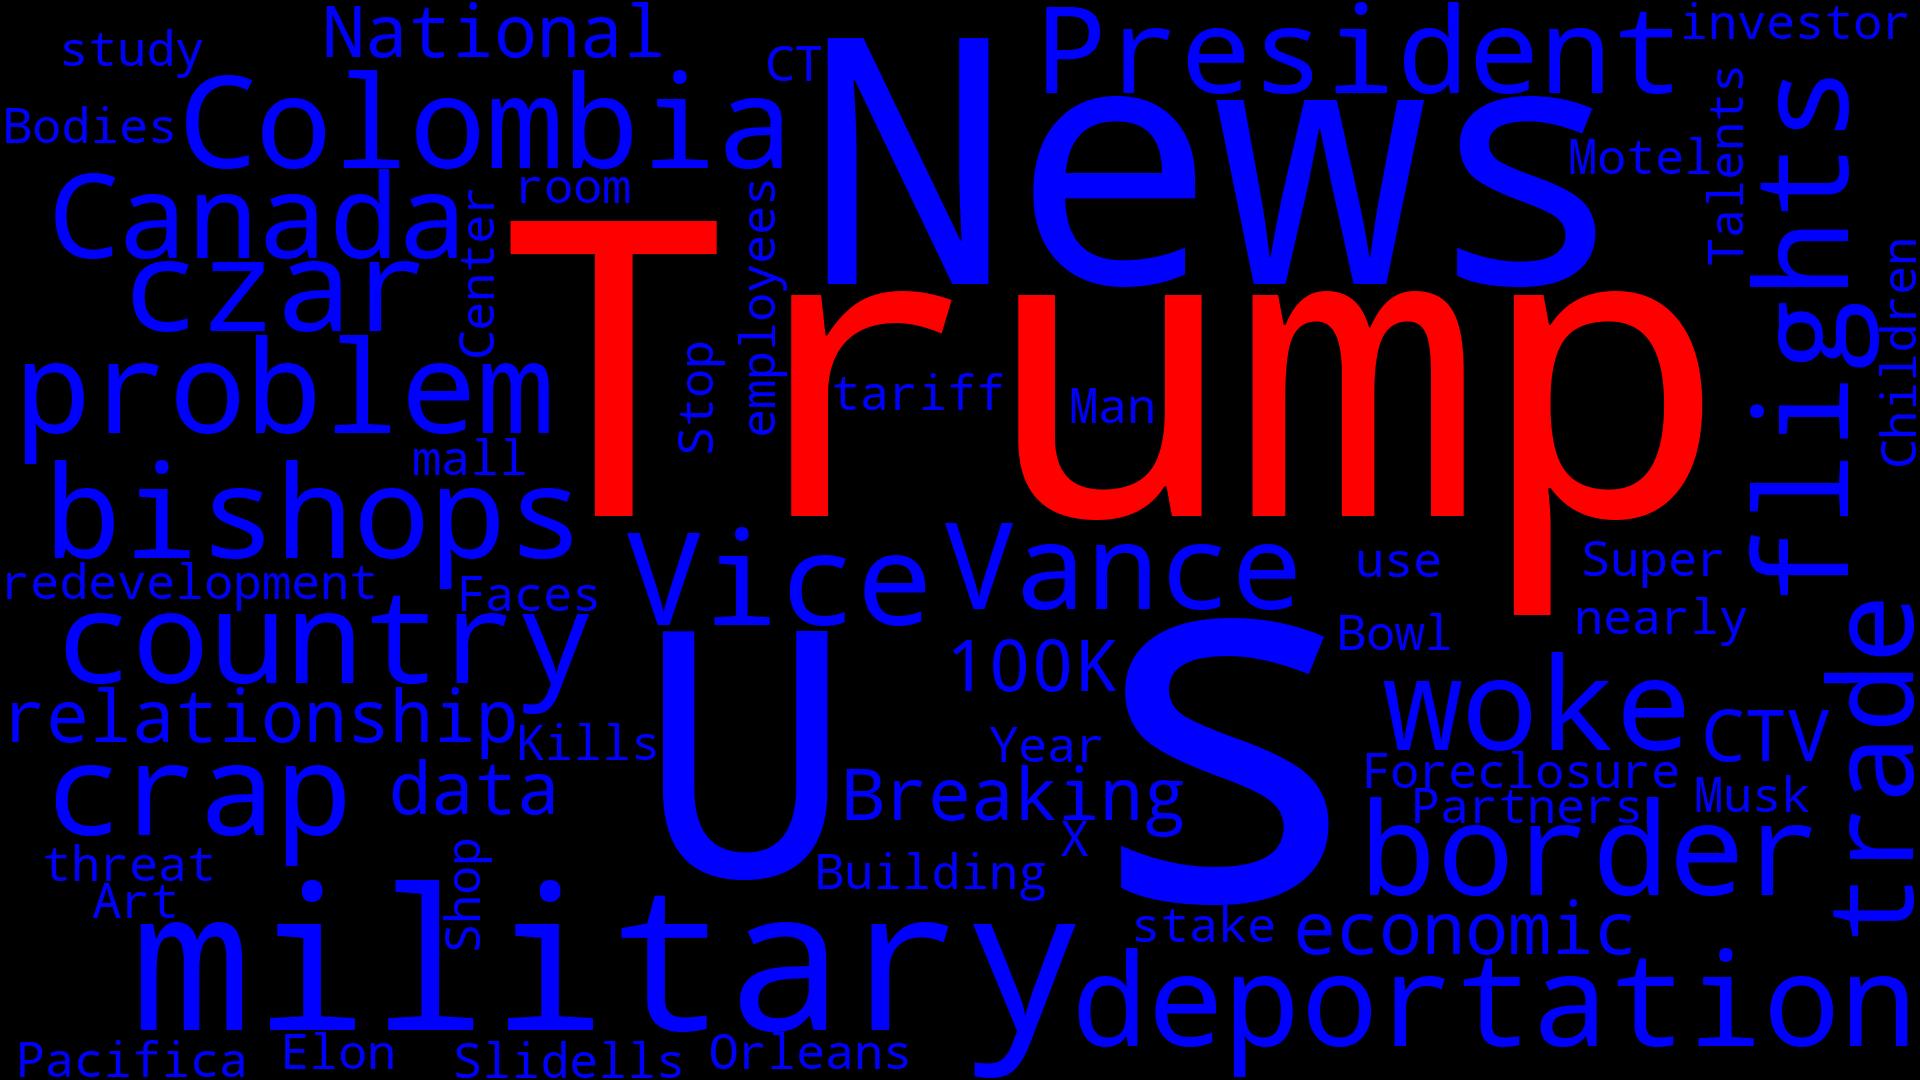 study
National
CT
President
investor
Bodies
Colombia
News
Motel
Talents
flights
Canada
room
Center
employees
Children
czar
Trump
problem
Stop
tariff
Man
mall
bishops
Vice
Vance
use
Super
redevelopment
Faces
nearly
country
100K
Bowl
trade
relationship
Kills
U
S
Year
woke
CTV
crap
data
Breaking
Foreclosure
Musk
Partners
X
border
threat
Art
Shop
Building
stake
economic
military
deportation
Pacifica
Elon
Slidells
Orleans